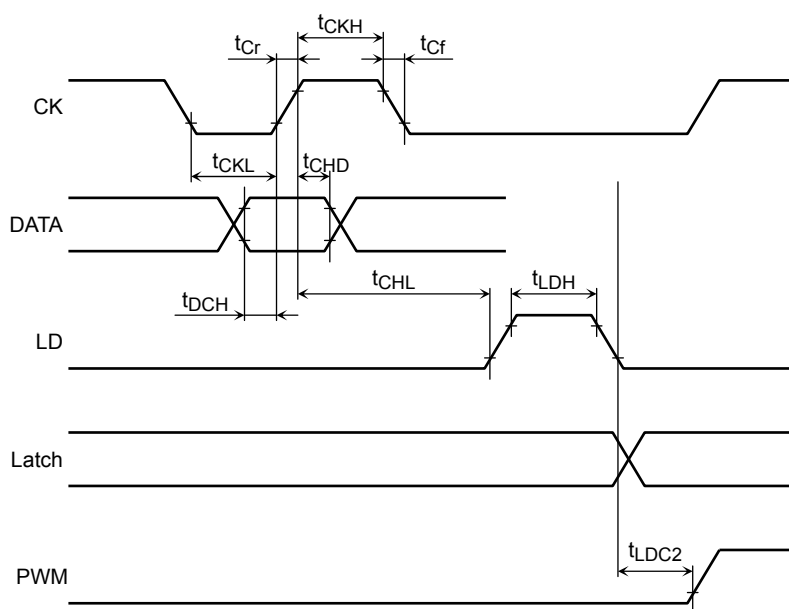 tCKH
tCr
tCf
CK
tCKL
tCHD
DATA
tCHL
tLDH
tDCH
LD
Latch
tLDC2
PWM